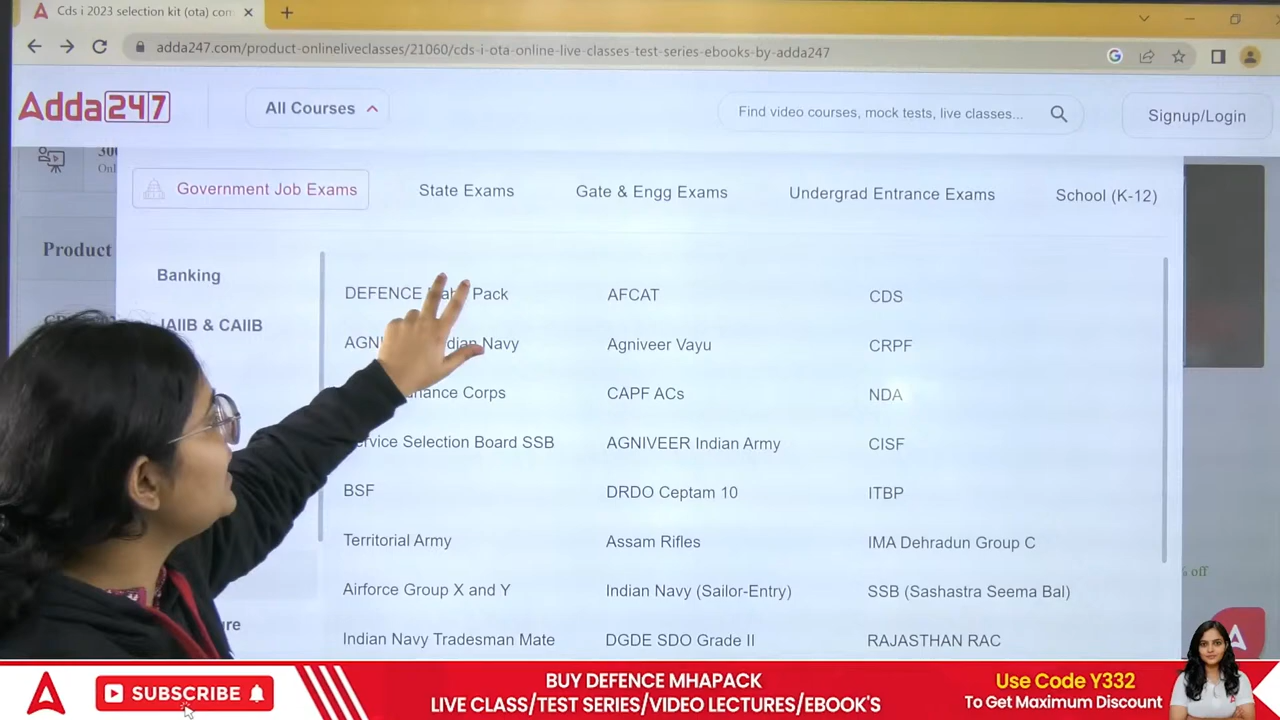 Cds i 2023 selection kit (ota) com
adda247.com/product-onlineliveclasses/21060/cds-i-ota-online-live-classes-test-series-ebooks-by-adda247
Adda247
All Courses
Find video courses, mock tests, live classes...
Signup/Login
Government Job Exams
State Exams
Gate & Engg Exams
Undergrad Entrance Exams
School (K-12)
Product
Banking
JAIIB & CAIIB
DEFENCE Pack
AFCAT
CDS
Navy
Agniveer Vayu
CRPF
Corps
CAPF ACs
NDA
Selection Board SSB
AGNIVEER Indian Army
CISF
BSF
DRDO Ceptam 10
ITBP
Territorial Army
Assam Rifles
IMA Dehradun Group C
% off
Airforce Group X and Y
Indian Navy (Sailor-Entry)
SSB (Sashastra Seema Bal)
Indian Navy Tradesman Mate
DGDE SDO Grade II
RAJASTHAN RAC
SUBSCRIBE
BUY DEFENCE MHAPACK
LIVE CLASS/TEST SERIES/VIDEO LECTURES/EBOOK'S
Use Code Y332
To Get Maximum Discount